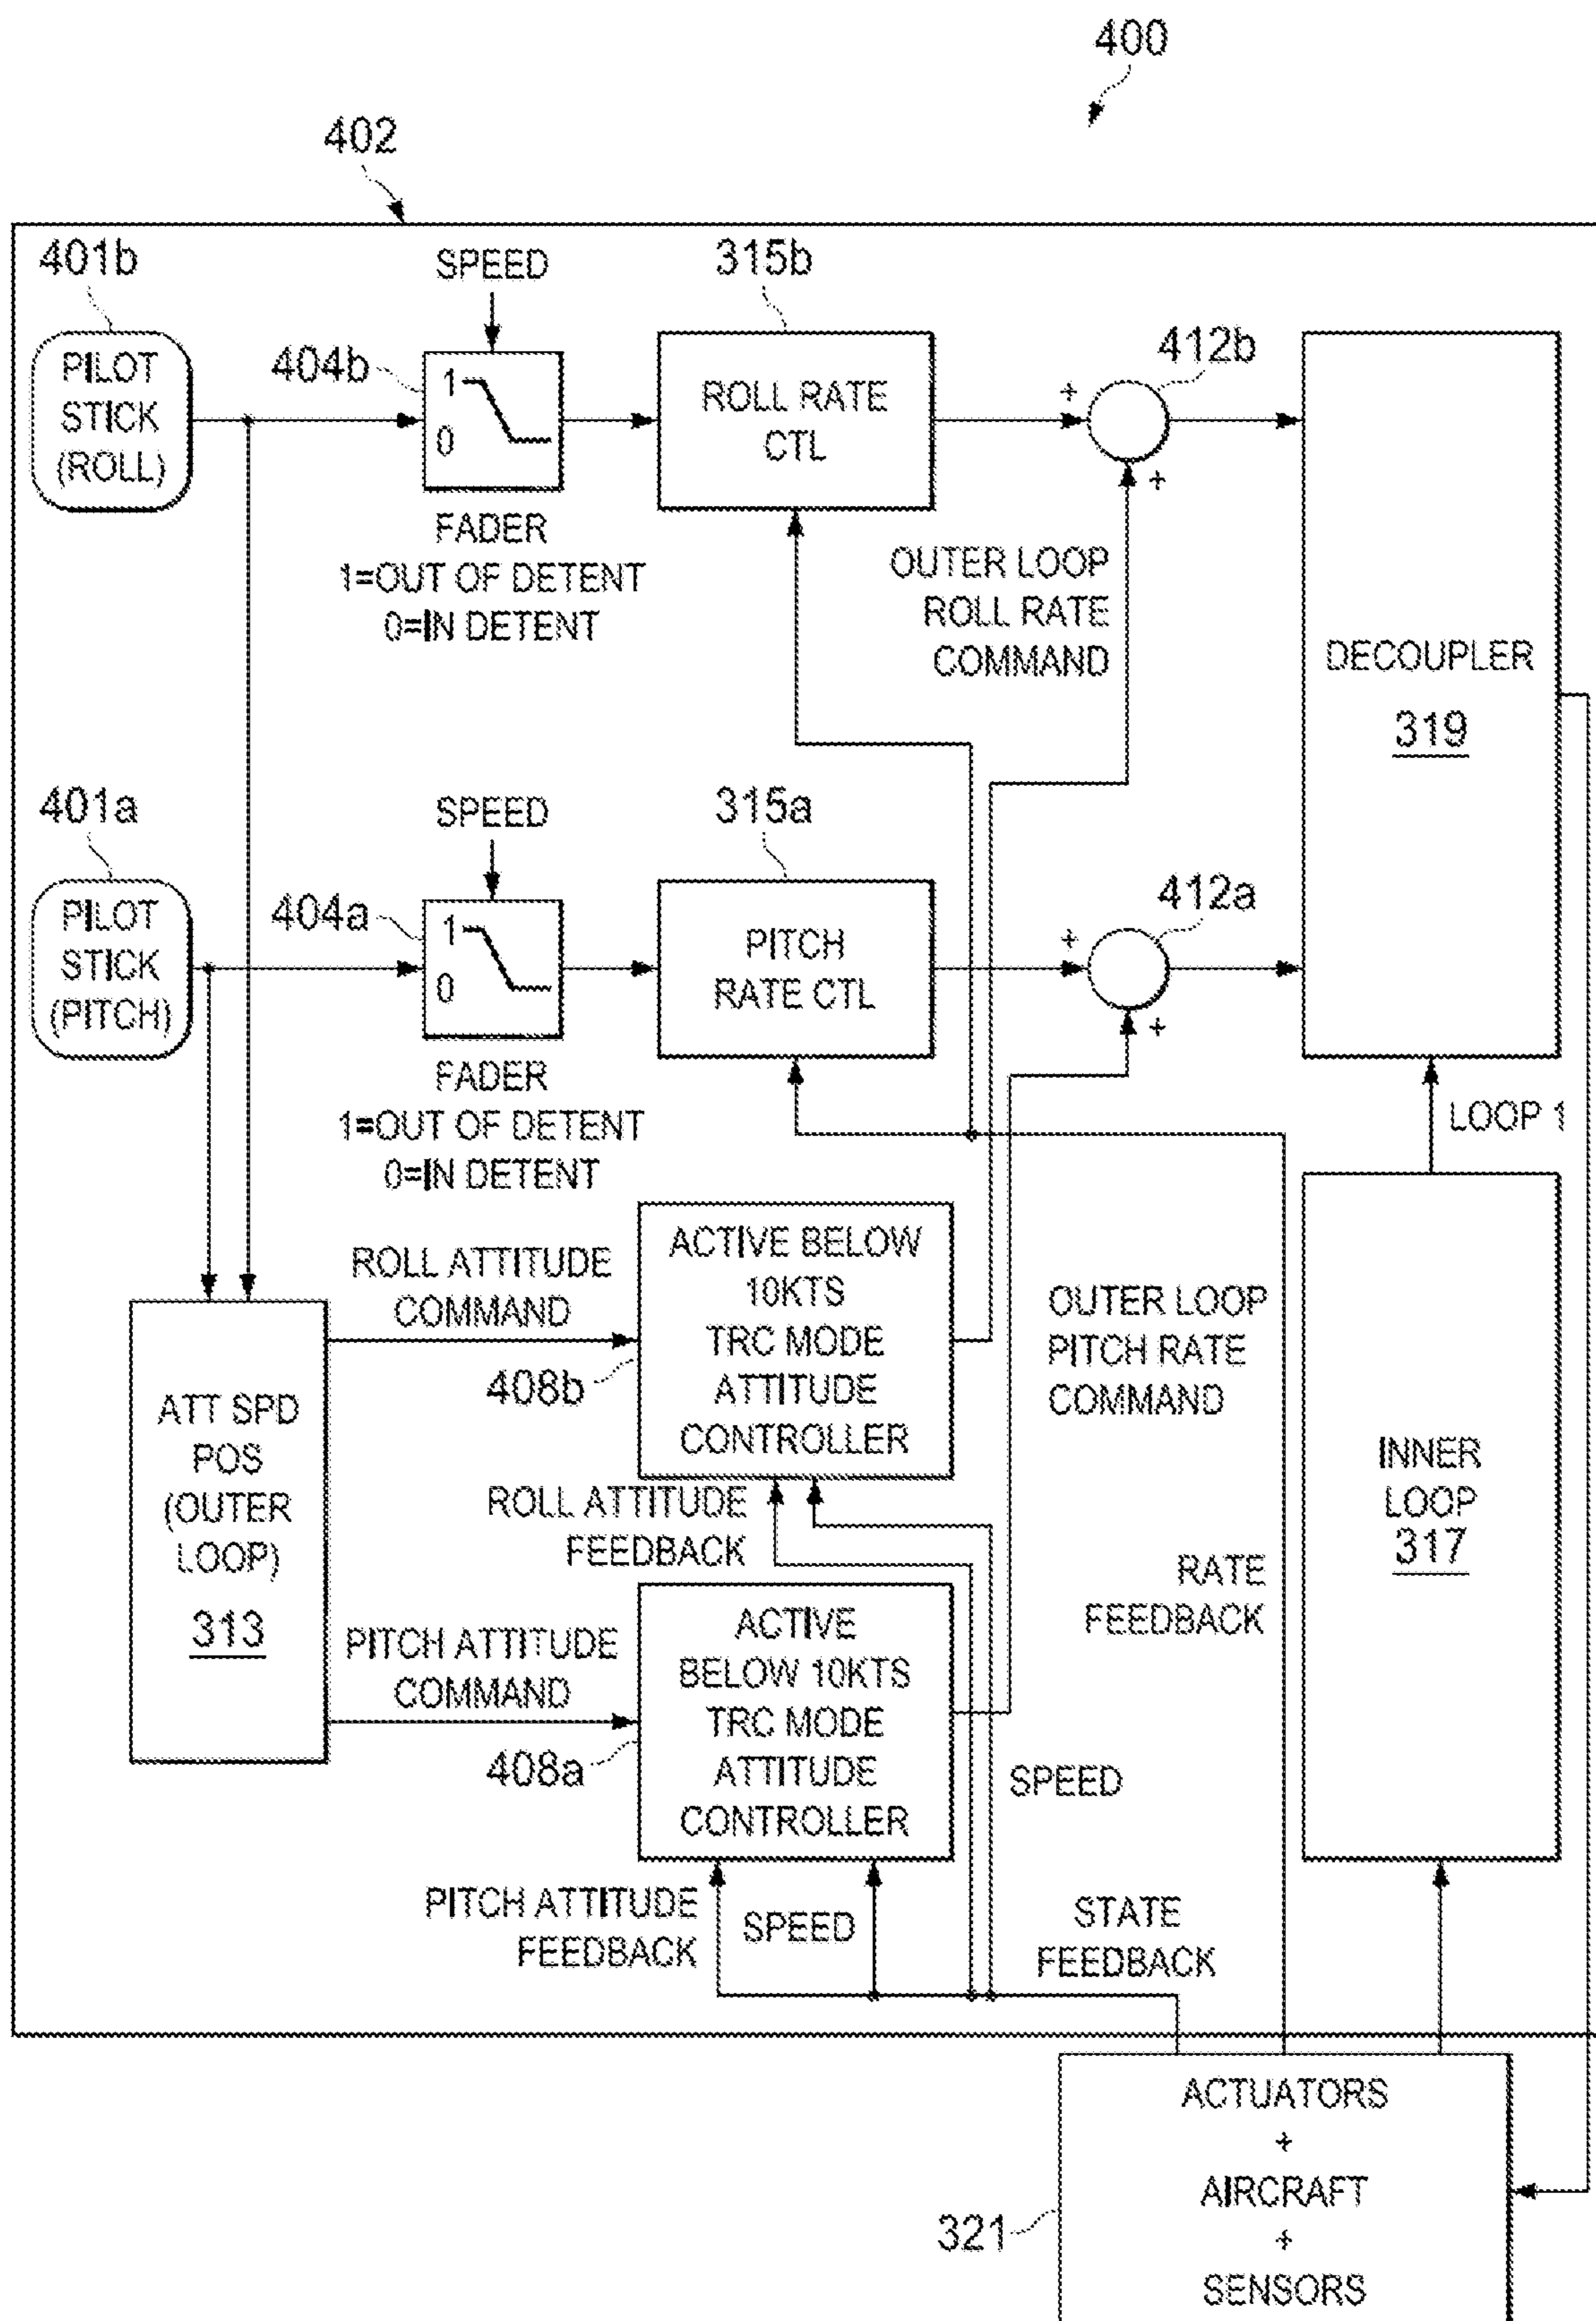 400
402
401b
SPEED
315b
PILOT
STICK
(ROLL)
404b
1
0
ROLL RATE
CTL
+
412b
+
FADER
1=OUT OF DETENT
0=IN DETENT
OUTER LOOP
ROLL RATE
COMMAND
DECOUPLER
319
401a
SPEED
315a
PILOT
STICK
(PITCH)
404a
1
0
PITCH
RATE CTL
+
412a
+
FADER
1=OUT OF DETENT
0=IN DETENT
LOOP 1
ROLL ATTITUDE
COMMAND
ACTIVE BELOW
10KTS
TRC MODE
ATTITUDE
CONTROLLER
408b
OUTER LOOP
PITCH RATE
COMMAND
ATT SPD
POS
(OUTER
LOOP)
313
INNER
LOOP
317
ROLL ATTITUDE
FEEDBACK
RATE
FEEDBACK
PITCH ATTITUDE
COMMAND
ACTIVE
BELOW 10KTS
TRC MODE
ATTITUDE
CONTROLLER
408a
SPEED
PITCH ATTITUDE
FEEDBACK
SPEED
STATE
FEEDBACK
ACTUATORS
+
AIRCRAFT
+
SENSORS
321